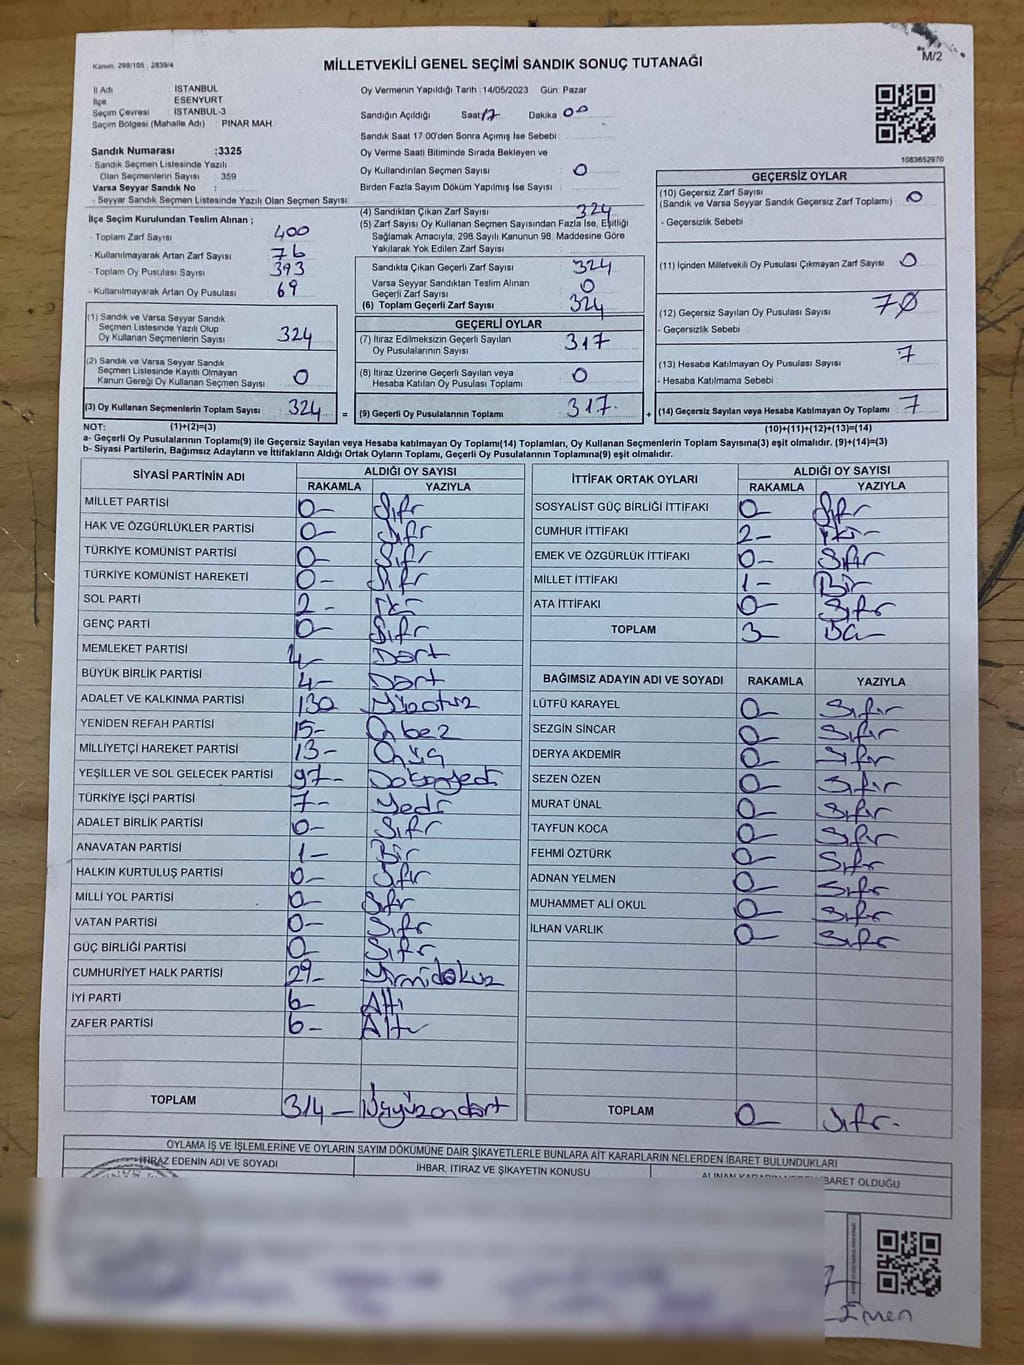 Kanun: 298/105 , 2839/4
M/2
MİLLETVEKİLİ GENEL SEÇİMİ SANDIK SONUÇ TUTANAĞI
İl Adı İSTANBUL
İlçe ESENYURT
Seçim Çevresi İSTANBUL-3
Seçim Bölgesi (Mahalle Adı) : PINAR MAH
Sandık Numarası :3325
- Sandık Seçmen Listesinde Yazılı
Olan Seçmenlerin Sayısı : 359
Varsa Seyyar Sandık No :
- Seyyar Sandık Seçmen Listesinde Yazılı Olan Seçmen Sayısı :
Oy Vermenin Yapıldığı Tarih : 14/05/2023 Gün Pazar
Sandığın Açıldığı Saat 17 Dakika 00
Sandık Saat 17:00'den Sonra Açımış İse Sebebi :
Oy Verme Saati Bitiminde Sırada Bekleyen ve
Oy Kullandırılan Seçmen Sayısı : 0
Birden Fazla Sayım Döküm Yapılmış İse Sayısı :
1083652970
İlçe Seçim Kurulundan Teslim Alınan ;
- Toplam Zarf Sayısı : 400
- Kullanılmayarak Artan Zarf Sayısı : 76
- Toplam Oy Pusulası Sayısı : 393
- Kullanılmayarak Artan Oy Pusulası : 69
(4) Sandıktan Çıkan Zarf Sayısı : 324
(5) Zarf Sayısı Oy Kullanan Seçmen Sayısından Fazla İse, Eşitliği
Sağlamak Amacıyla, 298 Sayılı Kanunun 98. Maddesine Göre
Yakılarak Yok Edilen Zarf Sayısı :
Sandıkta Çıkan Geçerli Zarf Sayısı 324
Varsa Seyyar Sandıktan Teslim Alınan
Geçerli Zarf Sayısı 0
(6) Toplam Geçerli Zarf Sayısı 324
GEÇERSİZ OYLAR
(10) Geçersiz Zarf Sayısı
(Sandık ve Varsa Seyyar Sandık Geçersiz Zarf Toplamı) : 0
- Geçersizlik Sebebi :
(11) İçinden Milletvekili Oy Pusulası Çıkmayan Zarf Sayısı : 0
(12) Geçersiz Sayılan Oy Pusulası Sayısı : 7
- Geçersizlik Sebebi :
(13) Hesaba Katılmayan Oy Pusulası Sayısı : 7
- Hesaba Katılmama Sebebi :
(14) Geçersiz Sayılan veya Hesaba Katılmayan Oy Toplamı : 7
(1) Sandık ve Varsa Seyyar Sandık
Seçmen Listesinde Yazılı Olup
Oy Kullanan Seçmenlerin Sayısı : 324
(2) Sandık ve Varsa Seyyar Sandık
Seçmen Listesinde Kayıtlı Olmayan
Kanun Gereği Oy Kullanan Seçmen Sayısı : 0
(3) Oy Kullanan Seçmenlerin Toplam Sayısı : 324 =
GEÇERLİ OYLAR
(7) İtiraz Edilmeksizin Geçerli Sayılan
Oy Pusulalarının Sayısı : 317
(8) İtiraz Üzerine Geçerli Sayılan veya
Hesaba Katılan Oy Pusulası Toplamı : 0
(9) Geçerli Oy Pusulalarının Toplamı : 317 +
NOT: (1)+(2)=(3) (10)+(11)+(12)+(13)=(14)
a- Geçerli Oy Pusulalarının Toplamı(9) ile Geçersiz Sayılan veya Hesaba katılmayan Oy Toplamı(14) Toplamları, Oy Kullanan Seçmenlerin Toplam Sayısına(3) eşit olmalıdır. (9)+(14)=(3)
b- Siyasi Partilerin, Bağımsız Adayların ve İttifakların Aldığı Ortak Oyların Toplamı, Geçerli Oy Pusulalarının Toplamına(9) eşit olmalıdır.
SİYASİ PARTİNİN ADI ALDIĞI OY SAYISI
RAKAMLA YAZIYLA
MİLLET PARTİSİ 0- Sıfır
HAK VE ÖZGÜRLÜKLER PARTİSİ 0- Sıfır
TÜRKİYE KOMÜNİST PARTİSİ 0- Sıfır
TÜRKİYE KOMÜNİST HAREKETİ 0- Sıfır
SOL PARTİ 2- İki
GENÇ PARTİ 0- Sıfır
MEMLEKET PARTİSİ 4- Dört
BÜYÜK BİRLİK PARTİSİ 4- Dört
ADALET VE KALKINMA PARTİSİ 130 Yüzotuz
YENİDEN REFAH PARTİSİ 15- Onbeş
MİLLİYETÇİ HAREKET PARTİSİ 13- Onüç
YEŞİLLER VE SOL GELECEK PARTİSİ 97- Doksanyedi
TÜRKİYE İŞÇİ PARTİSİ 7- Yedi
ADALET BİRLİK PARTİSİ 0- Sıfır
ANAVATAN PARTİSİ 1- Bir
HALKIN KURTULUŞ PARTİSİ 0- Sıfır
MİLLİ YOL PARTİSİ 0- Sıfır
VATAN PARTİSİ 0- Sıfır
GÜÇ BİRLİĞİ PARTİSİ 0- Sıfır
CUMHURİYET HALK PARTİSİ 29- Yirmidokuz
İYİ PARTİ 6- Altı
ZAFER PARTİSİ 6- Altı
TOPLAM 314- Üçyüzondört
İTTİFAK ORTAK OYLARI ALDIĞI OY SAYISI
RAKAMLA YAZIYLA
SOSYALİST GÜÇ BİRLİĞİ İTTİFAKI 0- Sıfır
CUMHUR İTTİFAKI 2- İki
EMEK VE ÖZGÜRLÜK İTTİFAKI 0- Sıfır
MİLLET İTTİFAKI 1- Bir
ATA İTTİFAKI 0- Sıfır
TOPLAM 3-
BAĞIMSIZ ADAYIN ADI VE SOYADI RAKAMLA YAZIYLA
LÜTFÜ KARAYEL 0- Sıfır
SEZGİN SİNCAR 0- Sıfır
DERYA AKDEMİR 0- Sıfır
SEZEN ÖZEN 0- Sıfır
MURAT ÜNAL 0- Sıfır
TAYFUN KOCA 0- Sıfır
FEHMİ ÖZTÜRK 0- Sıfır
ADNAN YELMEN 0- Sıfır
MUHAMMET ALİ OKUL 0- Sıfır
İLHAN VARLIK 0- Sıfır
TOPLAM 0- Sıfır.
OYLAMA İŞ VE İŞLEMLERİNE VE OYLARIN SAYIM DÖKÜMÜNE DAİR ŞİKAYETLERLE BUNLARA AİT KARARLARIN NELERDEN İBARET BULUNDUKLARI
İTİRAZ EDENİN ADI VE SOYADI İHBAR, İTİRAZ VE ŞİKAYETİN KONUSU ALINAN İBARET OLDUĞU